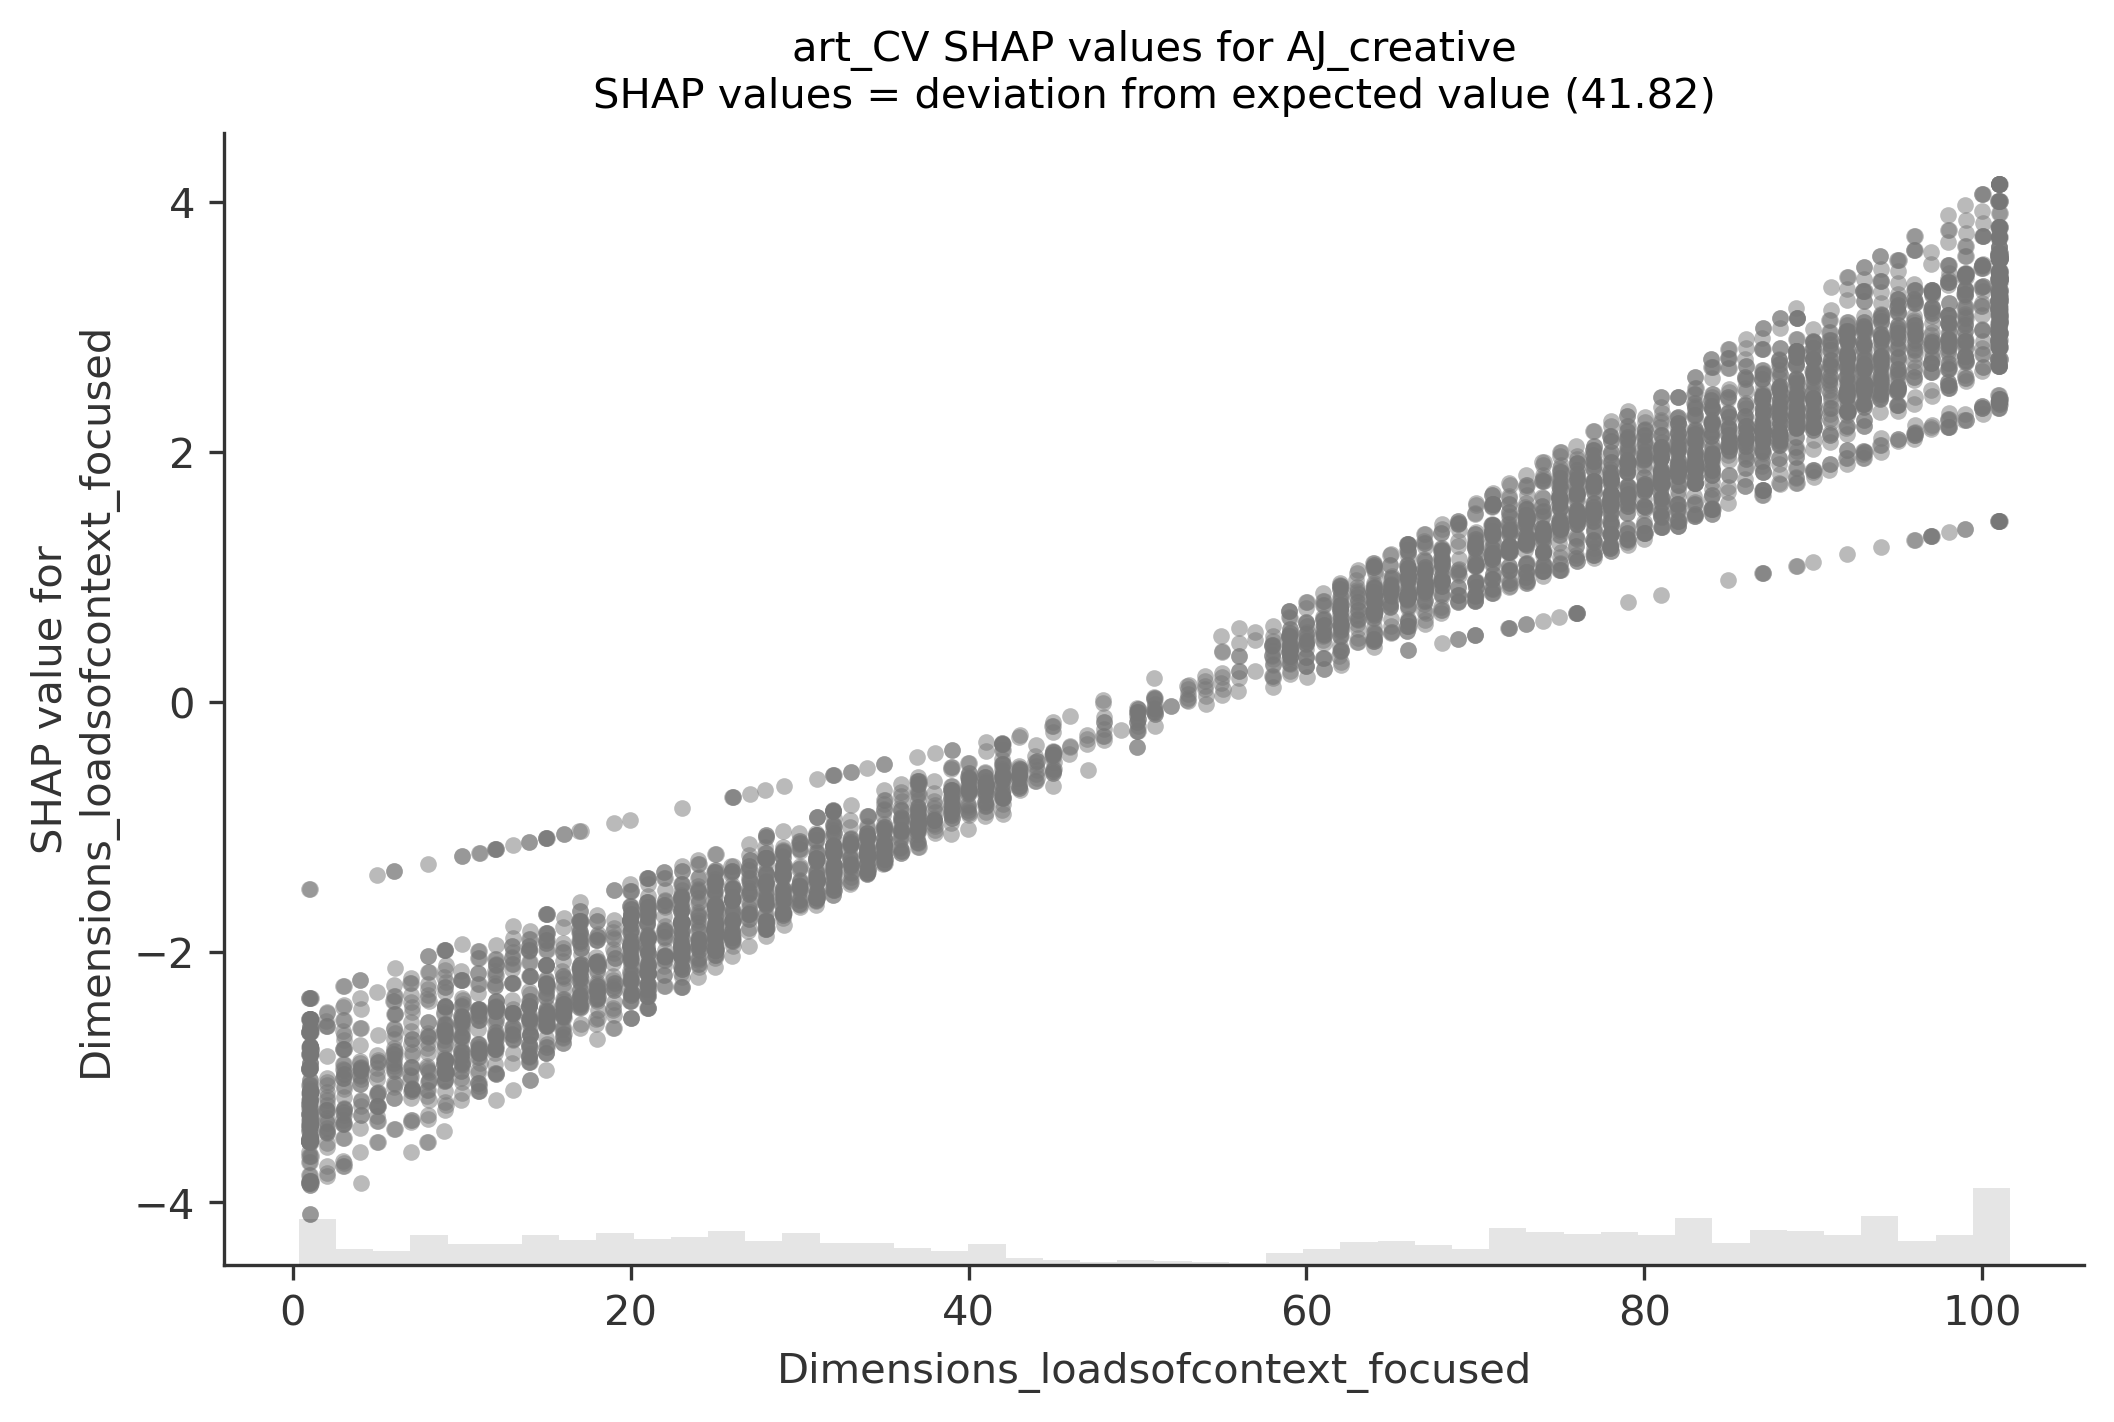 art_CV SHAP values for AJ_creative
SHAP values = deviation from expected value (41.82)
SHAP value for
Dimensions_loadsofcontext_focused
4
2
0
−2
−4
0
20
40
60
80
100
Dimensions_loadsofcontext_focused